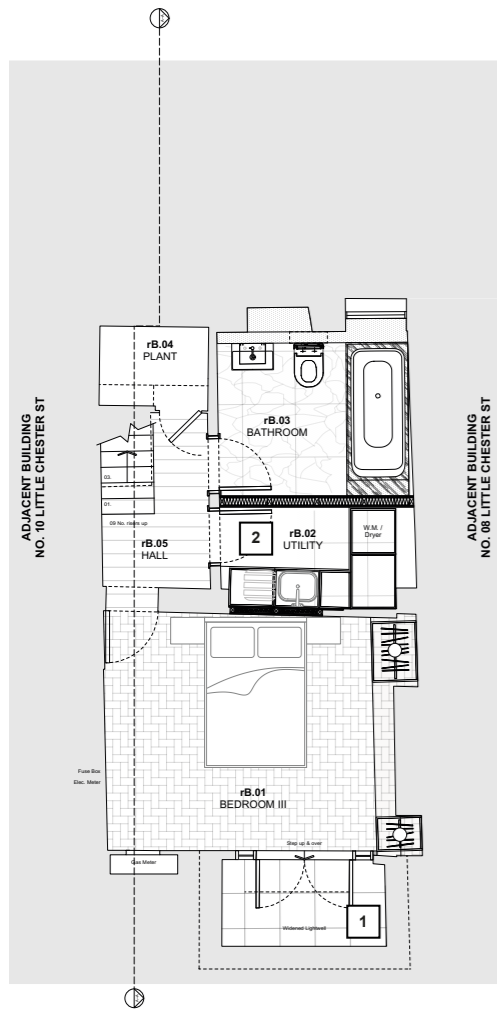 rB.04
PLANT
rB.03
BATHROOM
ADJACENT BUILDING
NO. 10 LITTLE CHESTER ST
ADJACENT BUILDING
NO. 08 LITTLE CHESTER ST
03.
01.
09 No. risers up
rB.05
HALL
2
rB.02
UTILITY
W.M. /
Dryer
Fuse Box
Elec. Meter
rB.01
BEDROOM III
Step up & over
Gas Meter
1
Widened Lightwell